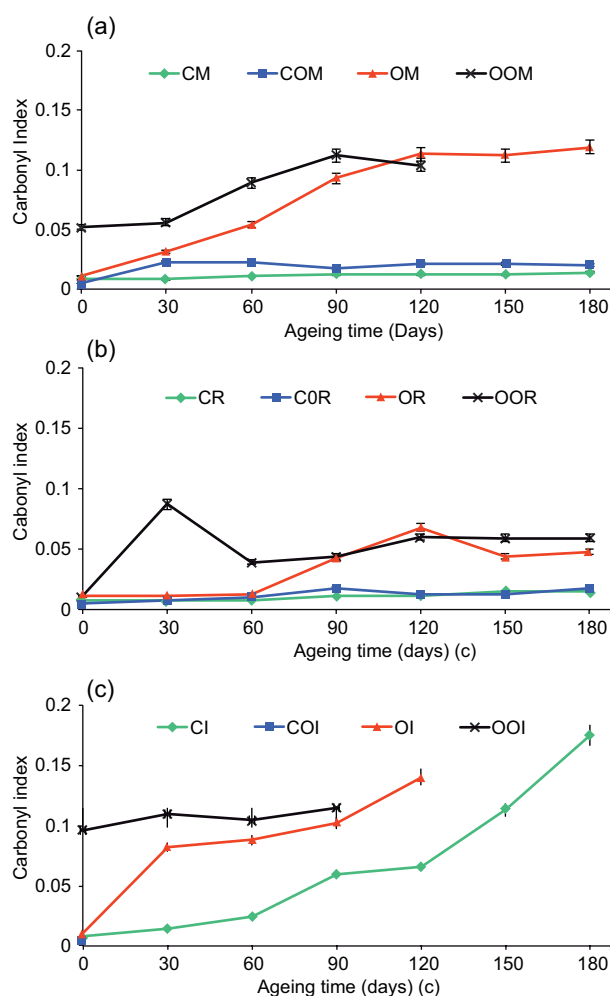 (a)
0.2
CM COM OM OOM
0.15
0.1
0.05
0
Carbonyl Index
0 30 60 90 120 150 180
Ageing time (Days)
(b)
0.2
CR C0R OR OOR
0.15
0.1
0.05
0
Cabonyl index
0 30 60 90 120 150 180
Ageing time (days) (c)
(c)
0.2
CI COI OI OOI
0.15
0.1
0.05
0
Carbonyl index
0 30 60 90 120 150 180
Ageing time (days) (c)